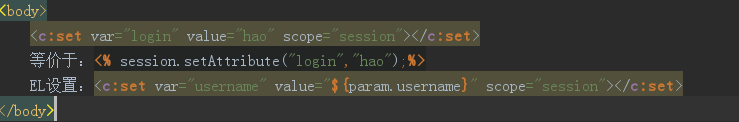 <body>
<c:set var="login" value="hao" scope="session"></c:set>
等价于：<% session.setAttribute("login","hao");%>
EL设置：<c:set var="username" value="${param.username}" scope="session"></c:set>
</body>